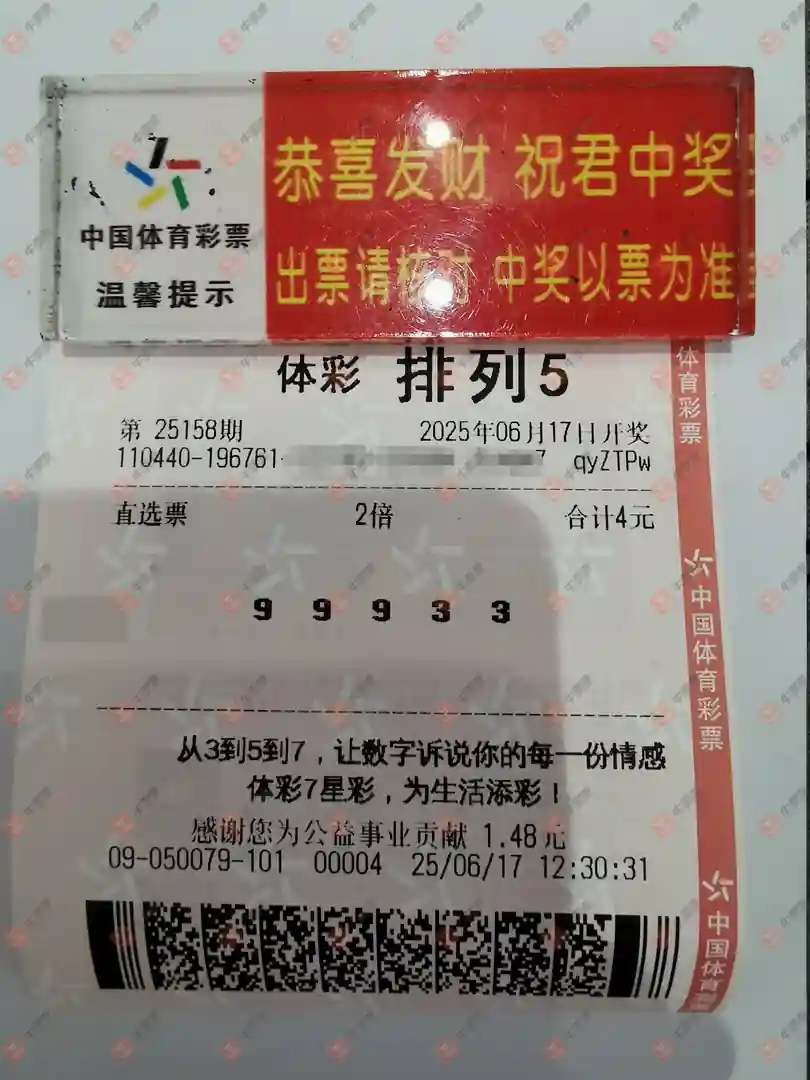 恭喜发财 祝君中奖
中国体育彩票
出票请核对 中奖以票为准
温馨提示
体彩 排列5
第 25158期 2025年06月17日开奖
110440-196761- 7 qyZTPw
直选票 2倍 合计4元
9 9 9 3 3
从3到5到7，让数字诉说你的每一份情感
体彩7星彩，为生活添彩！
感谢您为公益事业贡献 1.48元
09-050079-101 00004 25/06/17 12:30:31
体育彩票
中国体育彩票
中国体育